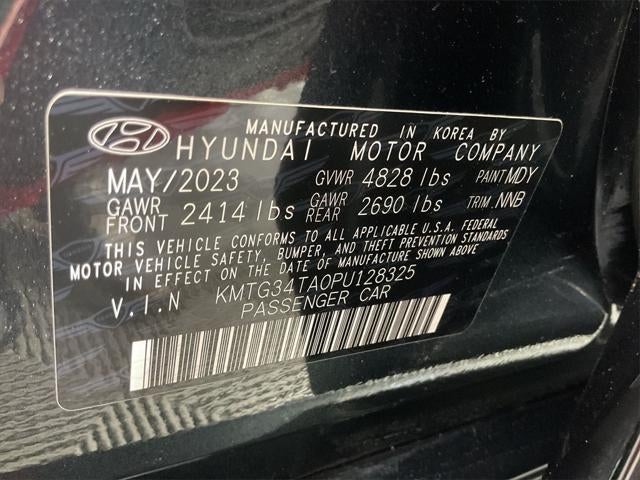 MANUFACTURED IN KOREA BY
HYUNDAI MOTOR COMPANY
MAY/2023 GVWR 4828 lbs PAINT MDY
GAWR FRONT 2414 lbs GAWR REAR 2690 lbs TRIM. NNB
THIS VEHICLE CONFORMS TO ALL APPLICABLE U.S.A. FEDERAL
MOTOR VEHICLE SAFETY, BUMPER, AND THEFT PREVENTION STANDARDS
IN EFFECT ON THE DATE OF MANUFACTURE SHOWN ABOVE
V.I.N KMTG34TA0PU128325
PASSENGER CAR